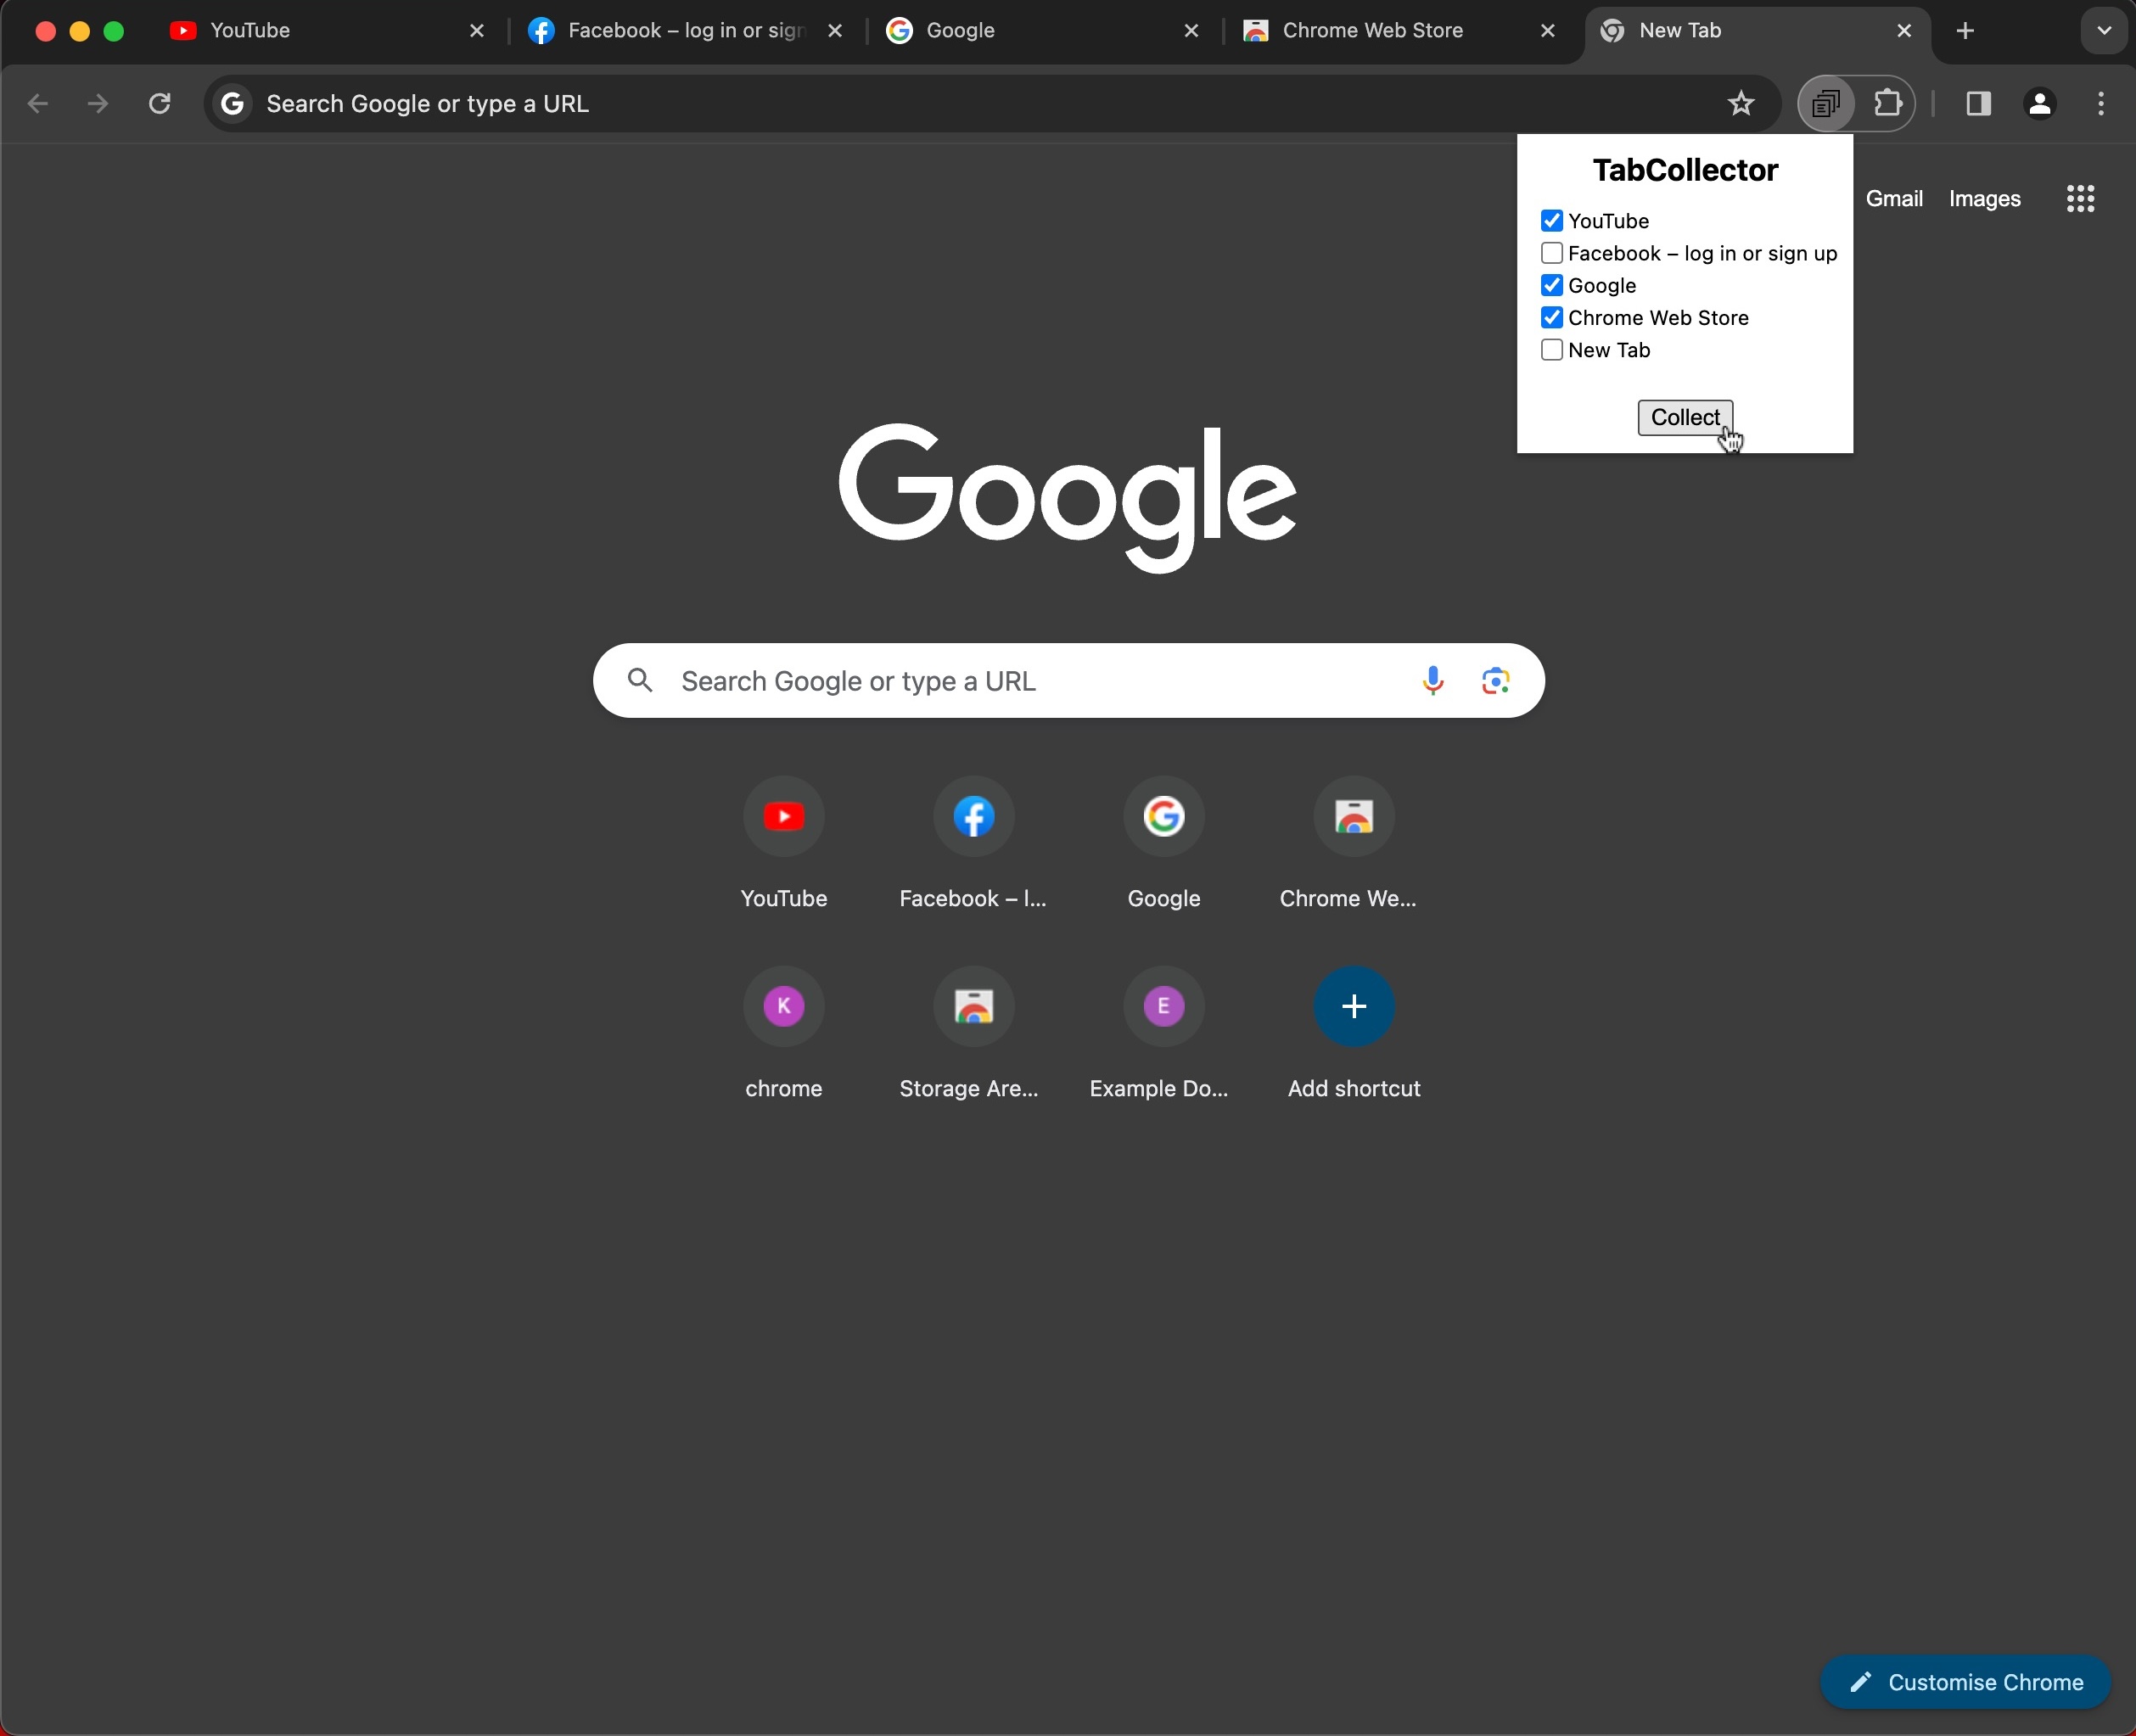 YouTube
Facebook – log in or sign
Google
Chrome Web Store
New Tab
Search Google or type a URL
TabCollector
YouTube
Facebook – log in or sign up
Google
Chrome Web Store
New Tab
Collect
Gmail
Images
Google
Search Google or type a URL
YouTube
Facebook – l...
Google
Chrome We...
K
E
chrome
Storage Are...
Example Do...
Add shortcut
Customise Chrome